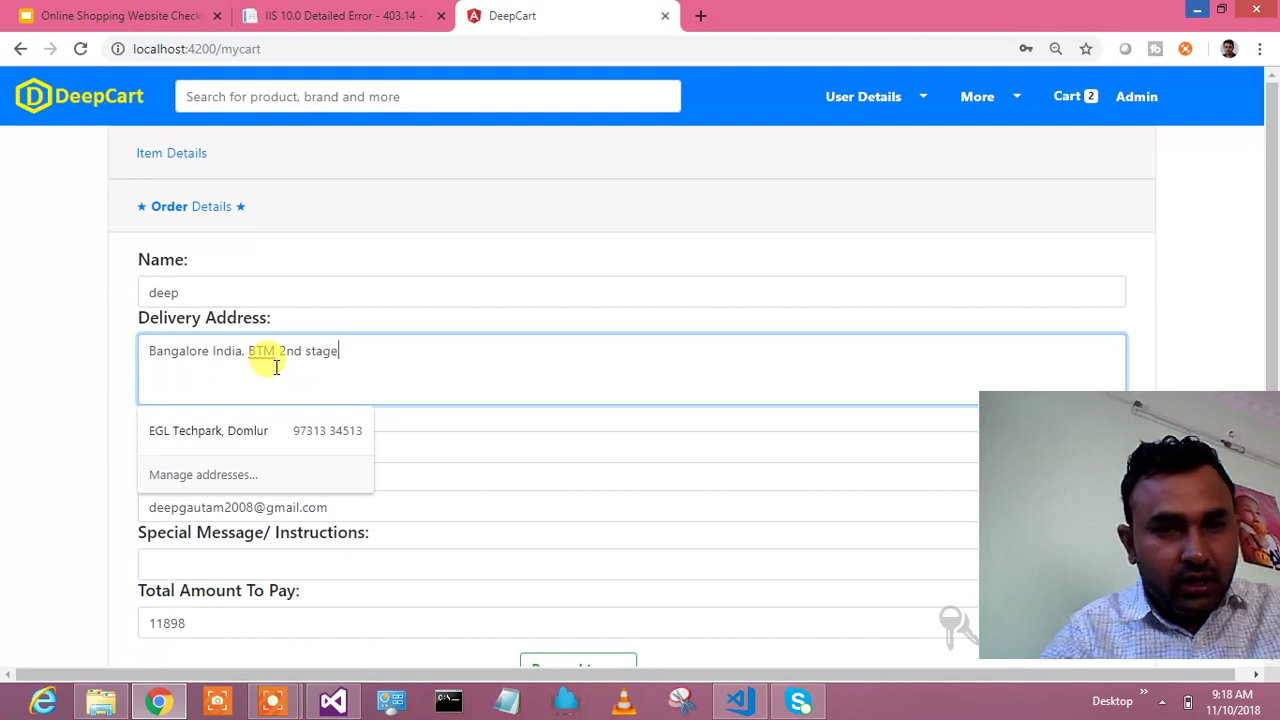 Online Shopping Website Check
IIS 10.0 Detailed Error - 403.14 -
DeepCart
localhost:4200/mycart
DeepCart
Search for product, brand and more
User Details
More
Cart 2
Admin
Item Details
★ Order Details ★
Name:
deep
Delivery Address:
Bangalore India, BTM 2nd stage
EGL Techpark, Domlur 97313 34513
Manage addresses...
deepgautam2008@gmail.com
Special Message/ Instructions:
Total Amount To Pay:
11898
Desktop
9:18 AM
11/10/2018